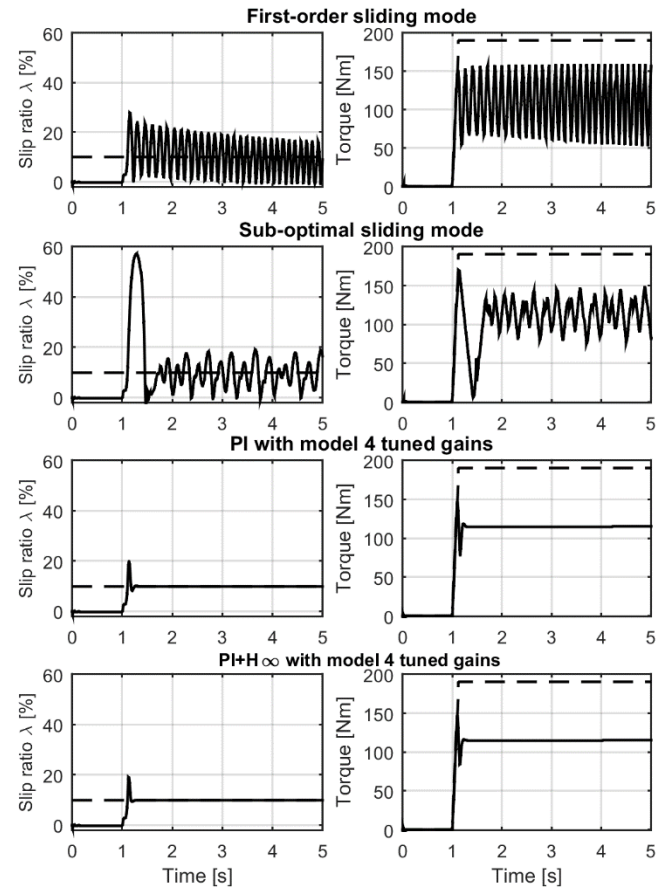 First-order sliding mode
Slip ratio λ [%]
60
40
20
0
0 1 2 3 4 5
Torque [Nm]
200
150
100
50
0
0 1 2 3 4 5
Sub-optimal sliding mode
Slip ratio λ [%]
60
40
20
0
0 1 2 3 4 5
Torque [Nm]
200
150
100
50
0
0 1 2 3 4 5
PI with model 4 tuned gains
Slip ratio λ [%]
60
40
20
0
0 1 2 3 4 5
Torque [Nm]
200
150
100
50
0
0 1 2 3 4 5
PI+H ∞ with model 4 tuned gains
Slip ratio λ [%]
60
40
20
0
0 1 2 3 4 5
Time [s]
Torque [Nm]
200
150
100
50
0
0 1 2 3 4 5
Time [s]